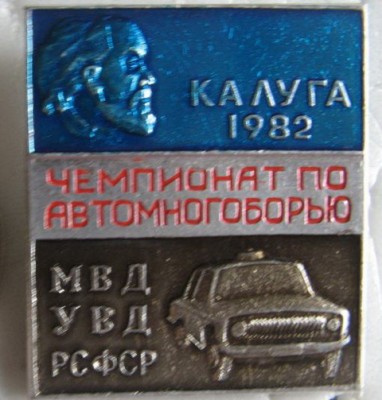 КАЛУГА
1982
ЧЕМПИОНАТ ПО
АВТОМНОГОБОРЬЮ
МВД
УВД
РСФСР